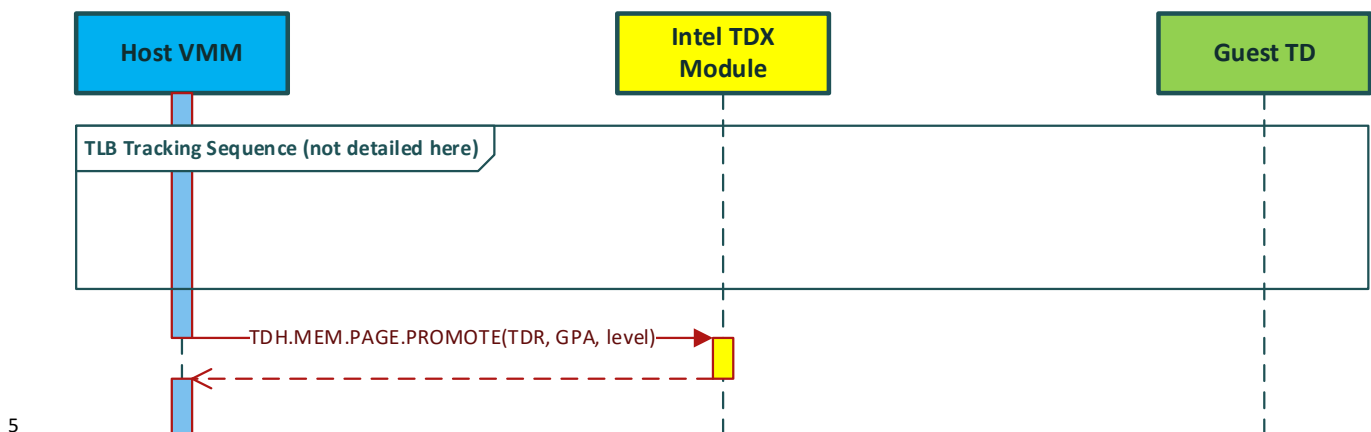 Host VMM
Intel TDX
Module
Guest TD
TLB Tracking Sequence (not detailed here)
TDH.MEM.PAGE.PROMOTE(TDR, GPA, level)
5